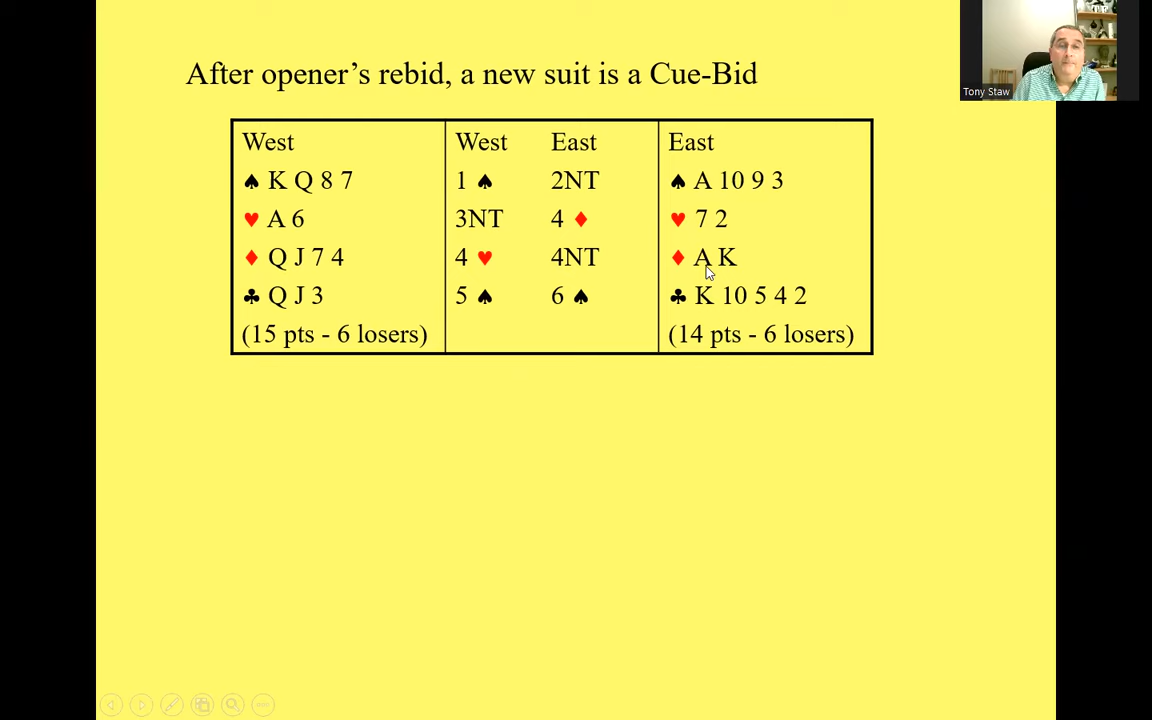 After opener's rebid, a new suit is a Cue-Bid
Tony Staw
West West East East
♠ K Q 8 7 1 ♠ 2NT ♠ A 10 9 3
♥ A 6 3NT 4 ♦ ♥ 7 2
♦ Q J 7 4 4 ♥ 4NT ♦ A K
♣ Q J 3 5 ♠ 6 ♠ ♣ K 10 5 4 2
(15 pts - 6 losers) (14 pts - 6 losers)